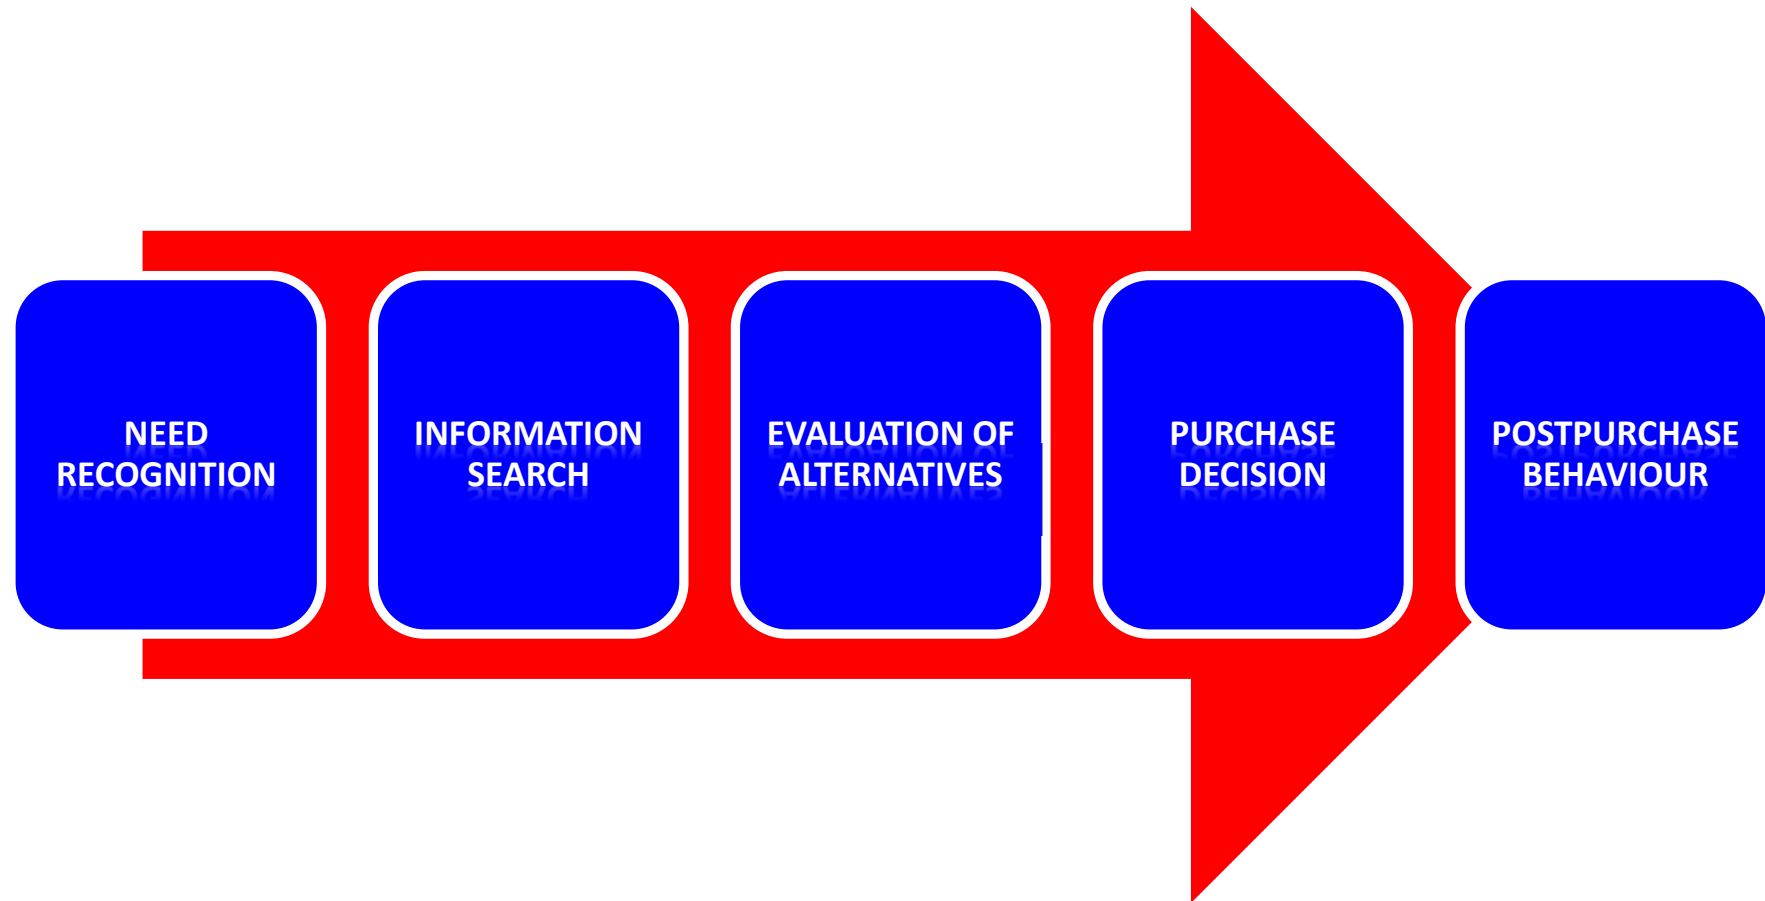 NEED
RECOGNITION
INFORMATION
SEARCH
EVALUATION OF
ALTERNATIVES
PURCHASE
DECISION
POSTPURCHASE
BEHAVIOUR